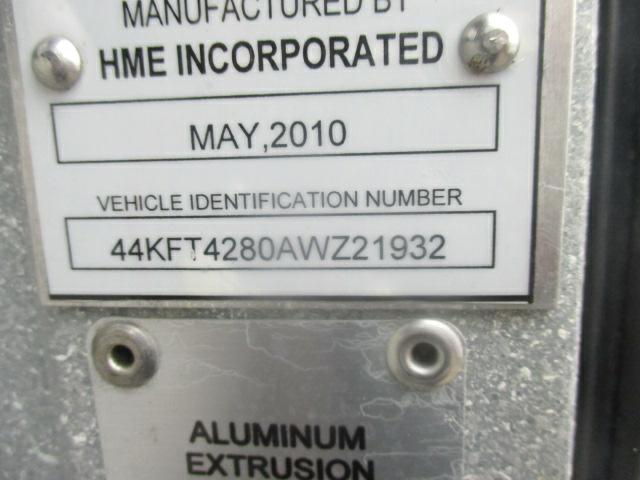 MANUFACTURED BY
HME INCORPORATED
MAY,2010
VEHICLE IDENTIFICATION NUMBER
44KFT4280AWZ21932
ALUMINUM
EXTRUSION